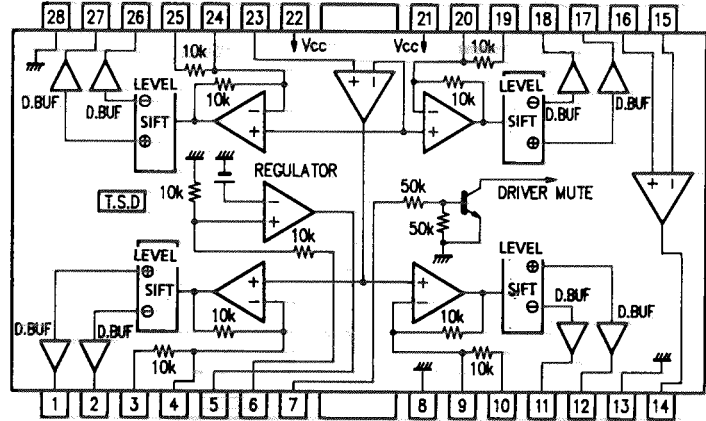 28 27 26 25 24 23 22 21 20 19 18 17 16 15
Vcc Vcc
10k 10k
D.BUF D.BUF LEVEL SIFT ⊖ ⊕ 10k − + + − 10k − + LEVEL SIFT ⊖ ⊕ D.BUF D.BUF
+ −
REGULATOR
T.S.D 10k − + 50k DRIVER MUTE
50k
10k
LEVEL SIFT ⊕ ⊖ + − + − LEVEL SIFT ⊕ ⊖
D.BUF D.BUF 10k 10k D.BUF D.BUF
10k 10k
1 2 3 4 5 6 7 8 9 10 11 12 13 14